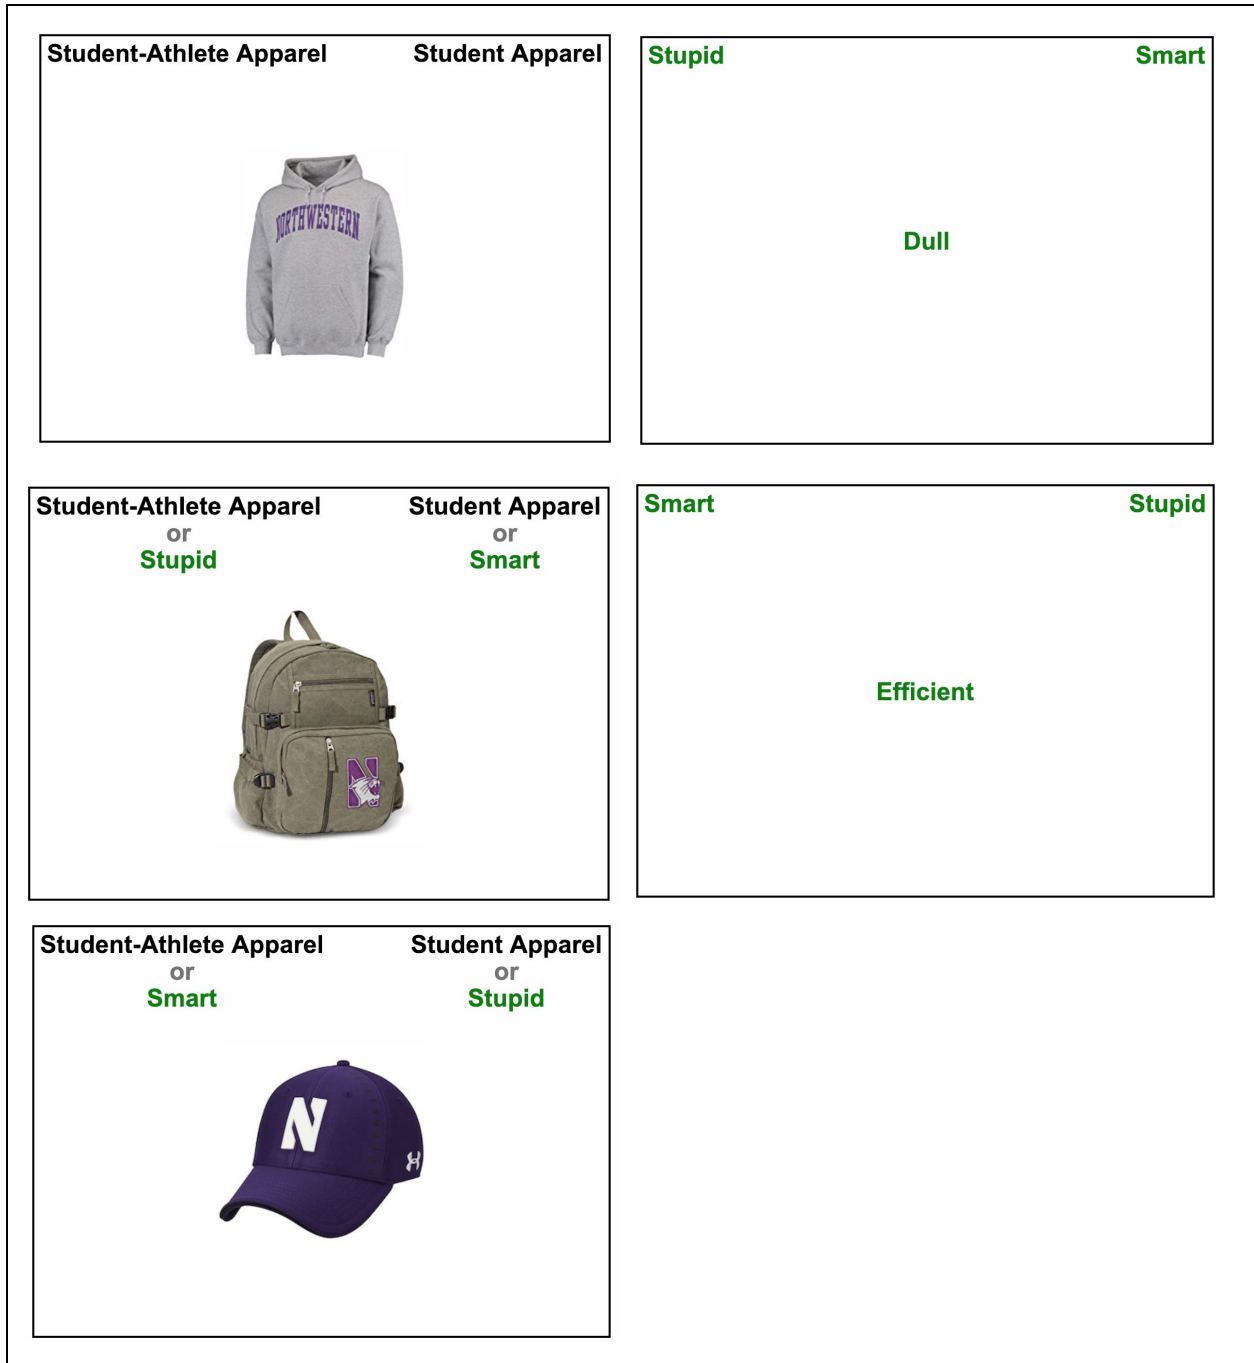 Student-Athlete Apparel Student Apparel
NORTHWESTERN
Stupid Smart
Dull
Student-Athlete Apparel Student Apparel
or or
Stupid Smart
N
Smart Stupid
Efficient
Student-Athlete Apparel Student Apparel
or or
Smart Stupid
N